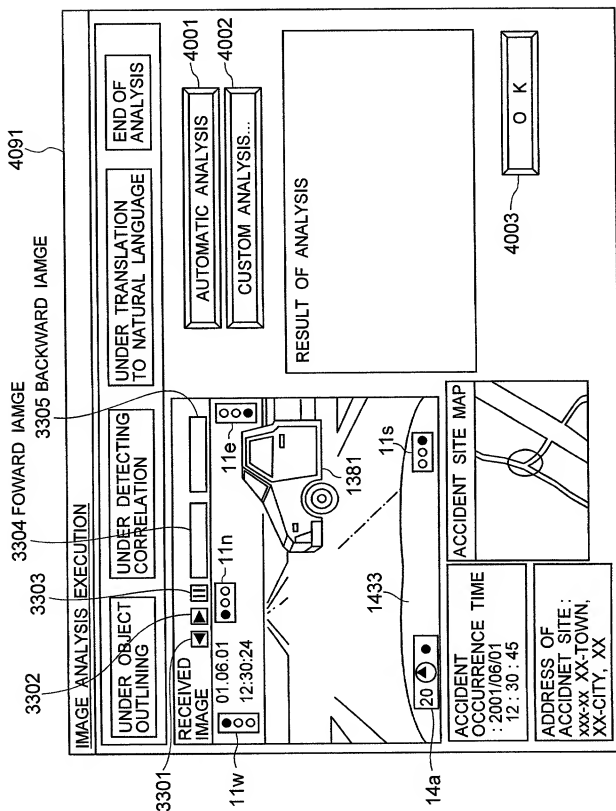 4091
3304 FOWARD IAMGE
3305 BACKWARD IAMGE
IMAGE ANALYSIS EXECUTION
UNDER OBJECT
OUTLINING
UNDER DETECTING
CORRELATION
UNDER TRANSLATION
TO NATURAL LANGUAGE
END OF
ANALYSIS
3301
3302
3303
RECEIVED
IMAGE
01.06.01
12:30:24
11w
11n
11e
11s
1381
1433
20
14a
AUTOMATIC ANALYSIS
4001
CUSTOM ANALYSIS...
4002
RESULT OF ANALYSIS
ACCIDENT
OCCURRENCE TIME
: 2001/06/01
12 : 30 : 45
ADDRESS OF
ACCIDNET SITE :
xxx-xx XX-TOWN,
XX-CITY, XX
ACCIDENT SITE MAP
O K
4003